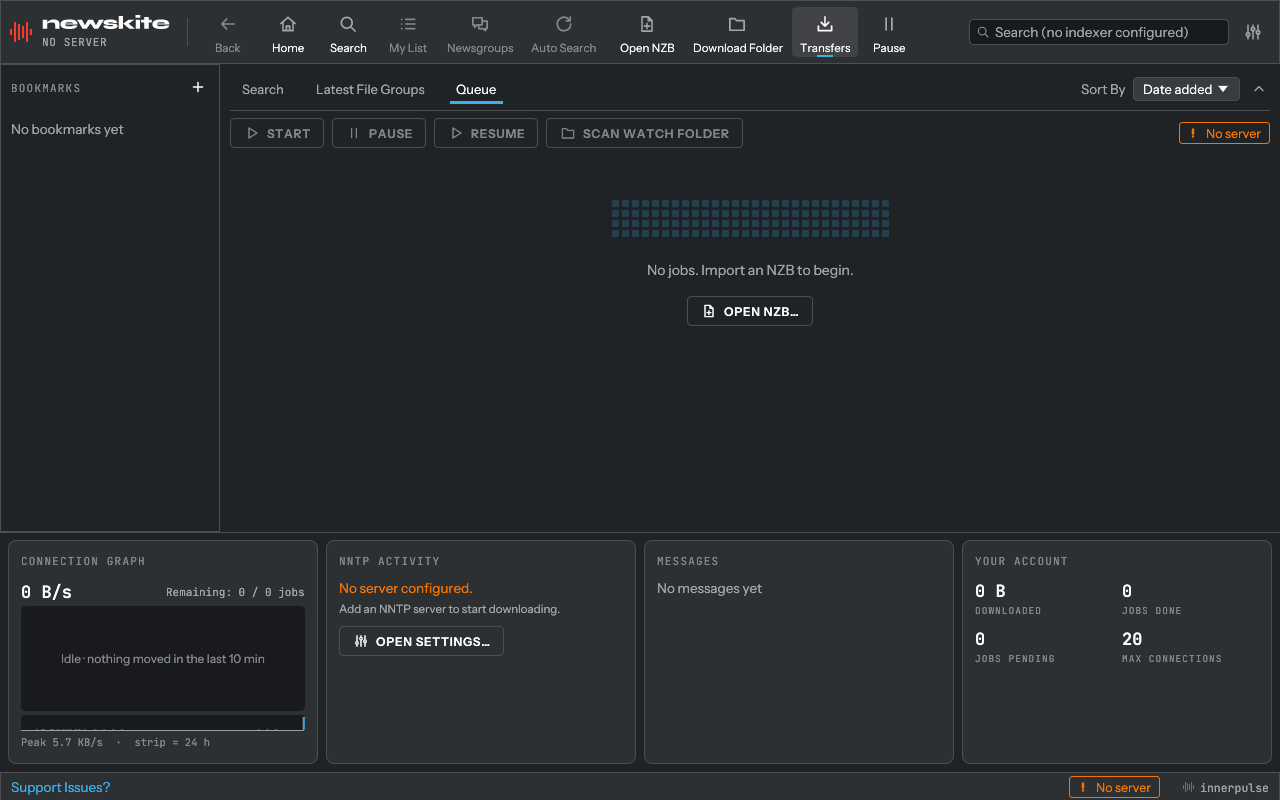 newskite
NO SERVER
Back
Home
Search
My List
Newsgroups
Auto Search
Open NZB
Download Folder
Transfers
Pause
Search (no indexer configured)
BOOKMARKS
No bookmarks yet
Search
Latest File Groups
Queue
Sort By
Date added
START
PAUSE
RESUME
SCAN WATCH FOLDER
! No server
No jobs. Import an NZB to begin.
OPEN NZB...
CONNECTION GRAPH
0 B/s
Remaining: 0 / 0 jobs
Idle · nothing moved in the last 10 min
Peak 5.7 KB/s · strip = 24 h
NNTP ACTIVITY
No server configured.
Add an NNTP server to start downloading.
OPEN SETTINGS...
MESSAGES
No messages yet
YOUR ACCOUNT
0 B
DOWNLOADED
0
JOBS DONE
0
JOBS PENDING
20
MAX CONNECTIONS
Support Issues?
! No server
innerpulse